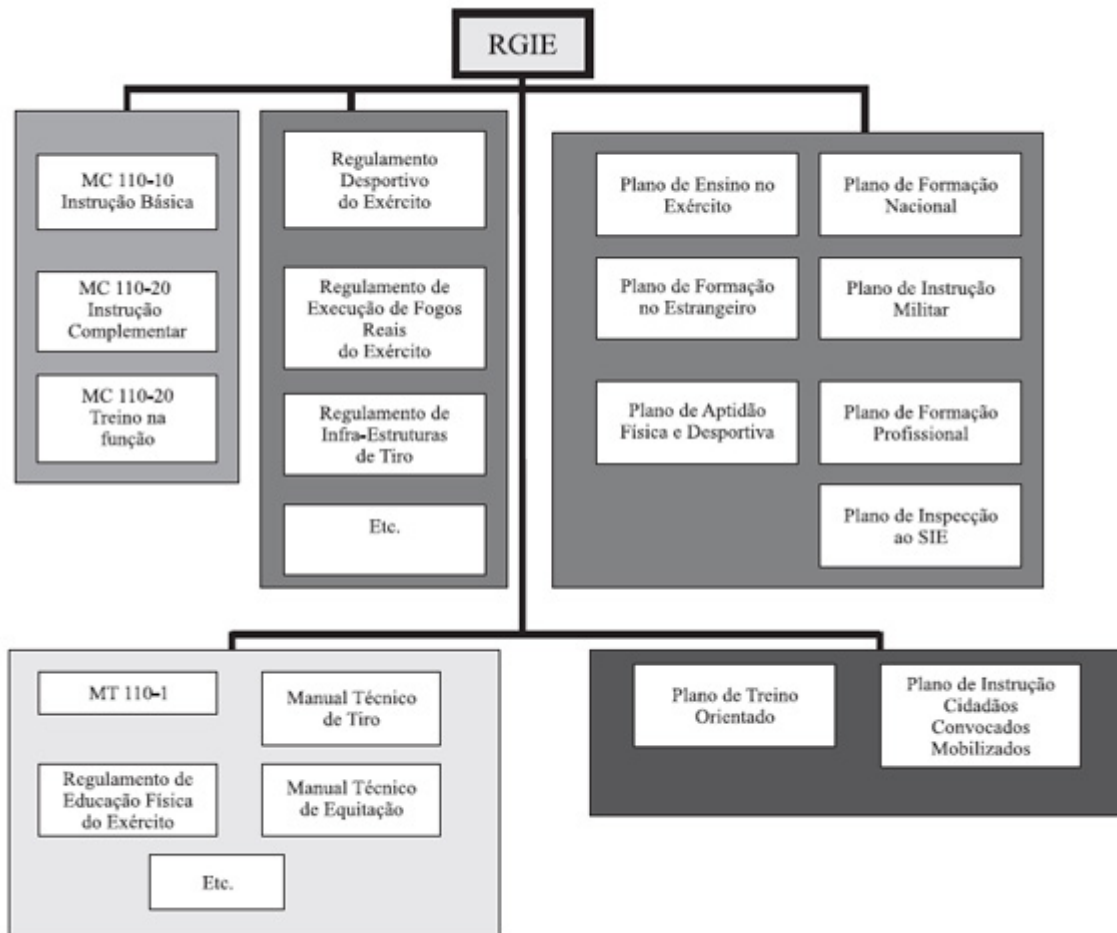 RGIE
MC 110-10
Instrução Básica
MC 110-20
Instrução
Complementar
MC 110-20
Treino na
função
Regulamento
Desportivo
do Exército
Regulamento de
Execução de Fogos
Reais
do Exército
Regulamento de
Infra-Estruturas
de Tiro
Etc.
Plano de Ensino no
Exército
Plano de Formação
Nacional
Plano de Formação
no Estrangeiro
Plano de Instrução
Militar
Plano de Aptidão
Física e Desportiva
Plano de Formação
Profissional
Plano de Inspecção
ao SIE
MT 110-1
Manual Técnico
de Tiro
Regulamento de
Educação Física
do Exército
Manual Técnico
de Equitação
Etc.
Plano de Treino
Orientado
Plano de Instrução
Cidadãos
Convocados
Mobilizados